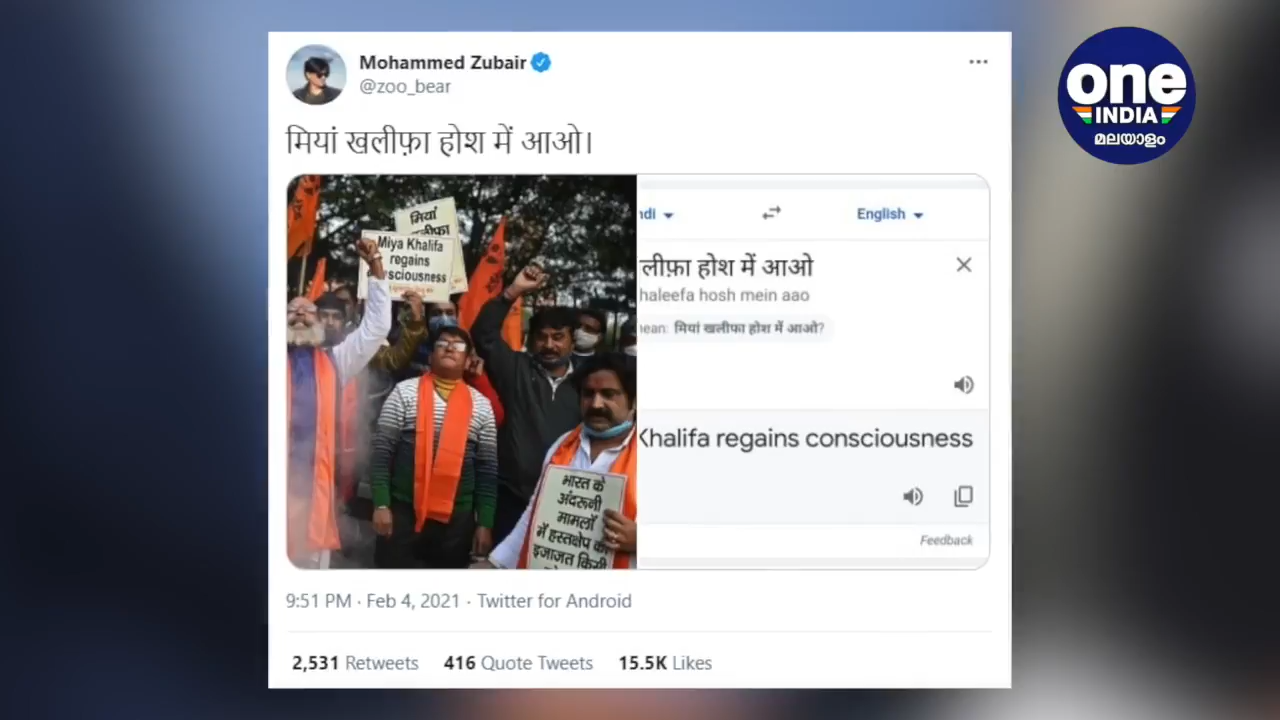 Mohammed Zubair
@zoo_bear
मियां खलीफ़ा होश में आओ।
मियां
Miya Khalifa
regains
भारत के
अंदरूनी
मामलों
में हस्तक्षेप
इजाजत किसी
English
लीफ़ा होश में आओ
haleefa hosh mein aao
ean: मियां खलीफा होश में आओ?
Khalifa regains consciousness
Feedback
9:51 PM · Feb 4, 2021 · Twitter for Android
2,531 Retweets 416 Quote Tweets 15.5K Likes
one
INDIA
മലയാളം